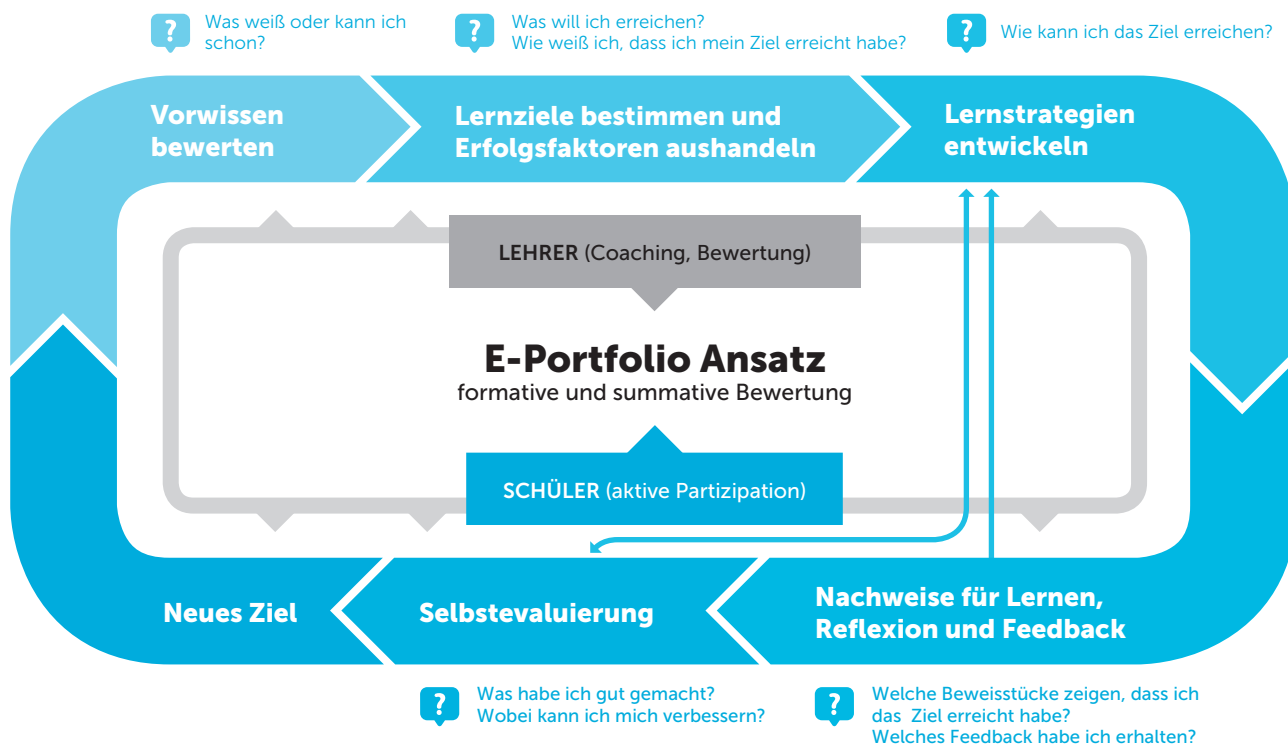 ?
Was weiß oder kann ich
schon?
?
Was will ich erreichen?
Wie weiß ich, dass ich mein Ziel erreicht habe?
?
Wie kann ich das Ziel erreichen?
Vorwissen
bewerten
Lernziele bestimmen und
Erfolgsfaktoren aushandeln
Lernstrategien
entwickeln
LEHRER (Coaching, Bewertung)
E-Portfolio Ansatz
formative und summative Bewertung
SCHÜLER (aktive Partizipation)
Neues Ziel
Selbstevaluierung
Nachweise für Lernen,
Reflexion und Feedback
?
Was habe ich gut gemacht?
Wobei kann ich mich verbessern?
?
Welche Beweisstücke zeigen, dass ich
das Ziel erreicht habe?
Welches Feedback habe ich erhalten?